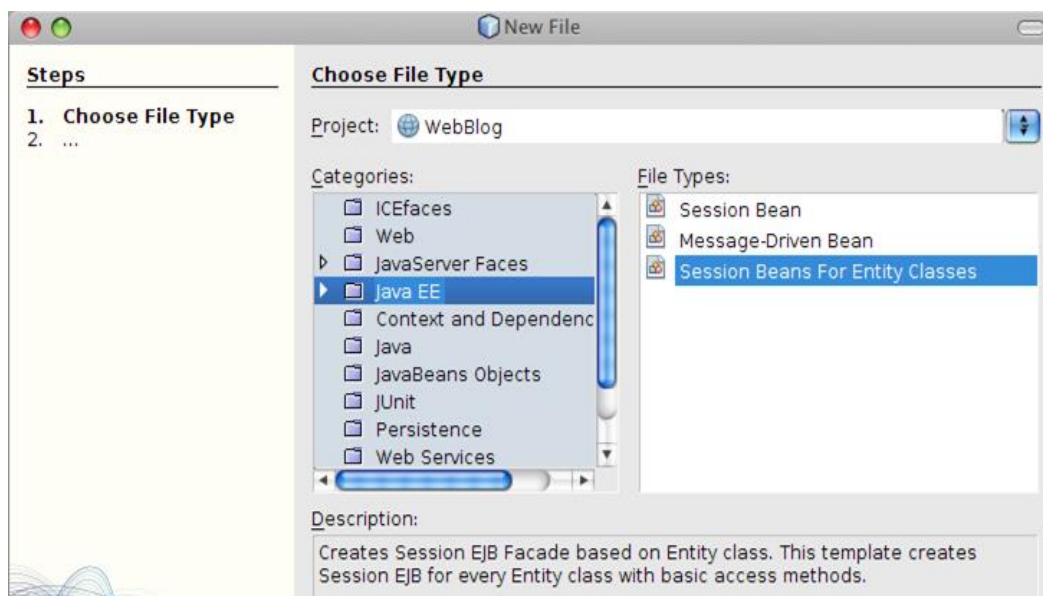 New File
Steps
1. Choose File Type
2. ...
Choose File Type
Project: WebBlog
Categories:
ICEfaces
Web
JavaServer Faces
Java EE
Context and Dependenc
Java
JavaBeans Objects
JUnit
Persistence
Web Services
File Types:
Session Bean
Message-Driven Bean
Session Beans For Entity Classes
Description:
Creates Session EJB Facade based on Entity class. This template creates
Session EJB for every Entity class with basic access methods.